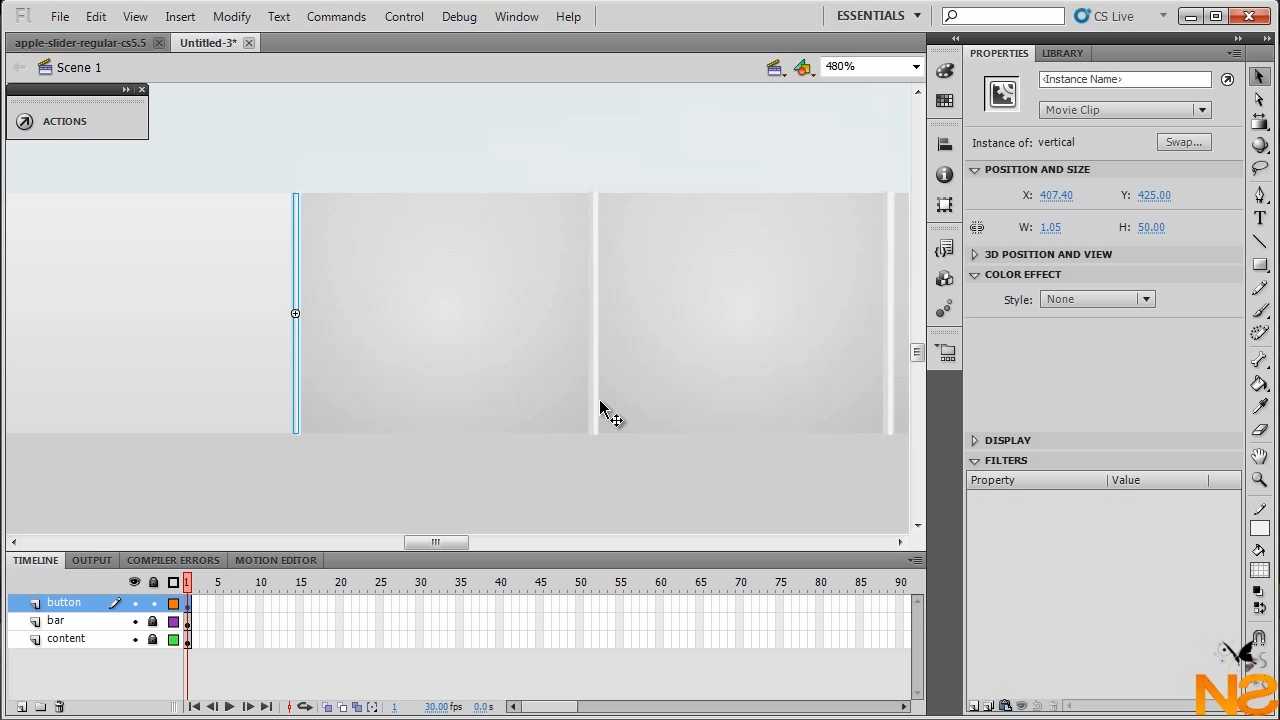 Fl File Edit View Insert Modify Text Commands Control Debug Window Help ESSENTIALS CS Live
apple-slider-regular-cs5.5 Untitled-3*
Scene 1 480%
ACTIONS
PROPERTIES LIBRARY
<Instance Name>
Movie Clip
Instance of: vertical Swap...
POSITION AND SIZE
X: 407.40 Y: 425.00
W: 1.05 H: 50.00
3D POSITION AND VIEW
COLOR EFFECT
Style: None
DISPLAY
FILTERS
Property Value
TIMELINE OUTPUT COMPILER ERRORS MOTION EDITOR
1 5 10 15 20 25 30 35 40 45 50 55 60 65 70 75 80 85 90
button
bar
content
1 30.00 fps 0.0 s
NS